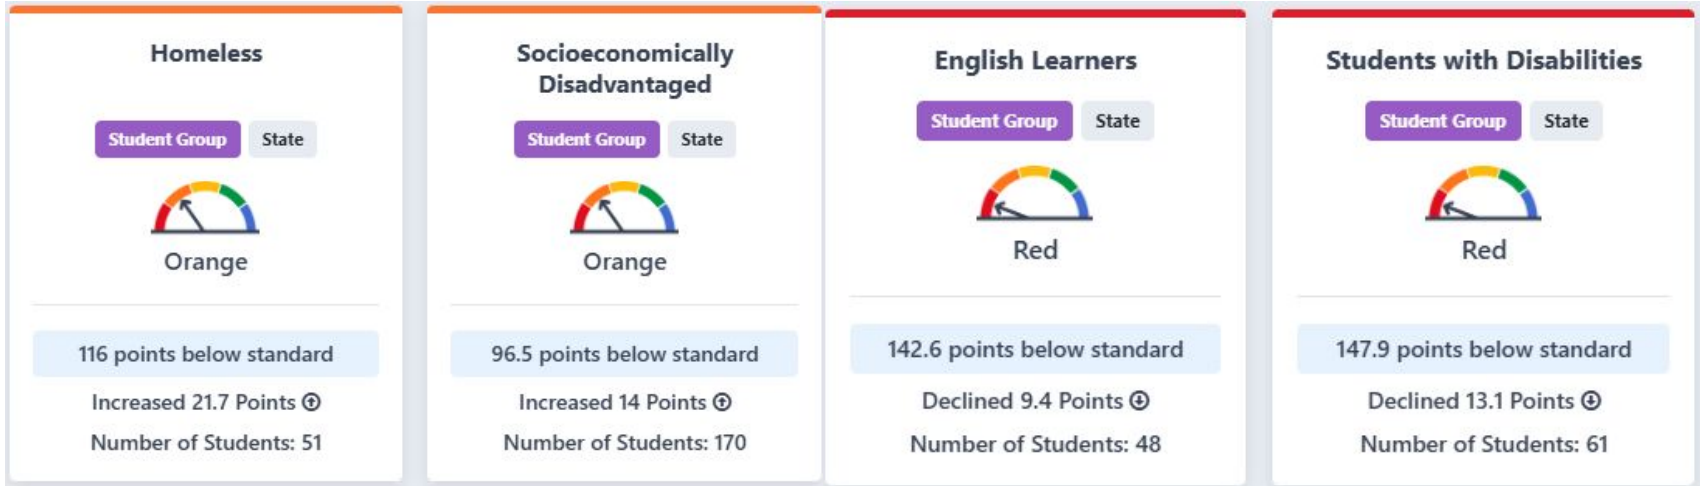 Homeless
Student Group State
Orange
116 points below standard
Increased 21.7 Points
Number of Students: 51
Socioeconomically
Disadvantaged
Student Group State
Orange
96.5 points below standard
Increased 14 Points
Number of Students: 170
English Learners
Student Group State
Red
142.6 points below standard
Declined 9.4 Points
Number of Students: 48
Students with Disabilities
Student Group State
Red
147.9 points below standard
Declined 13.1 Points
Number of Students: 61